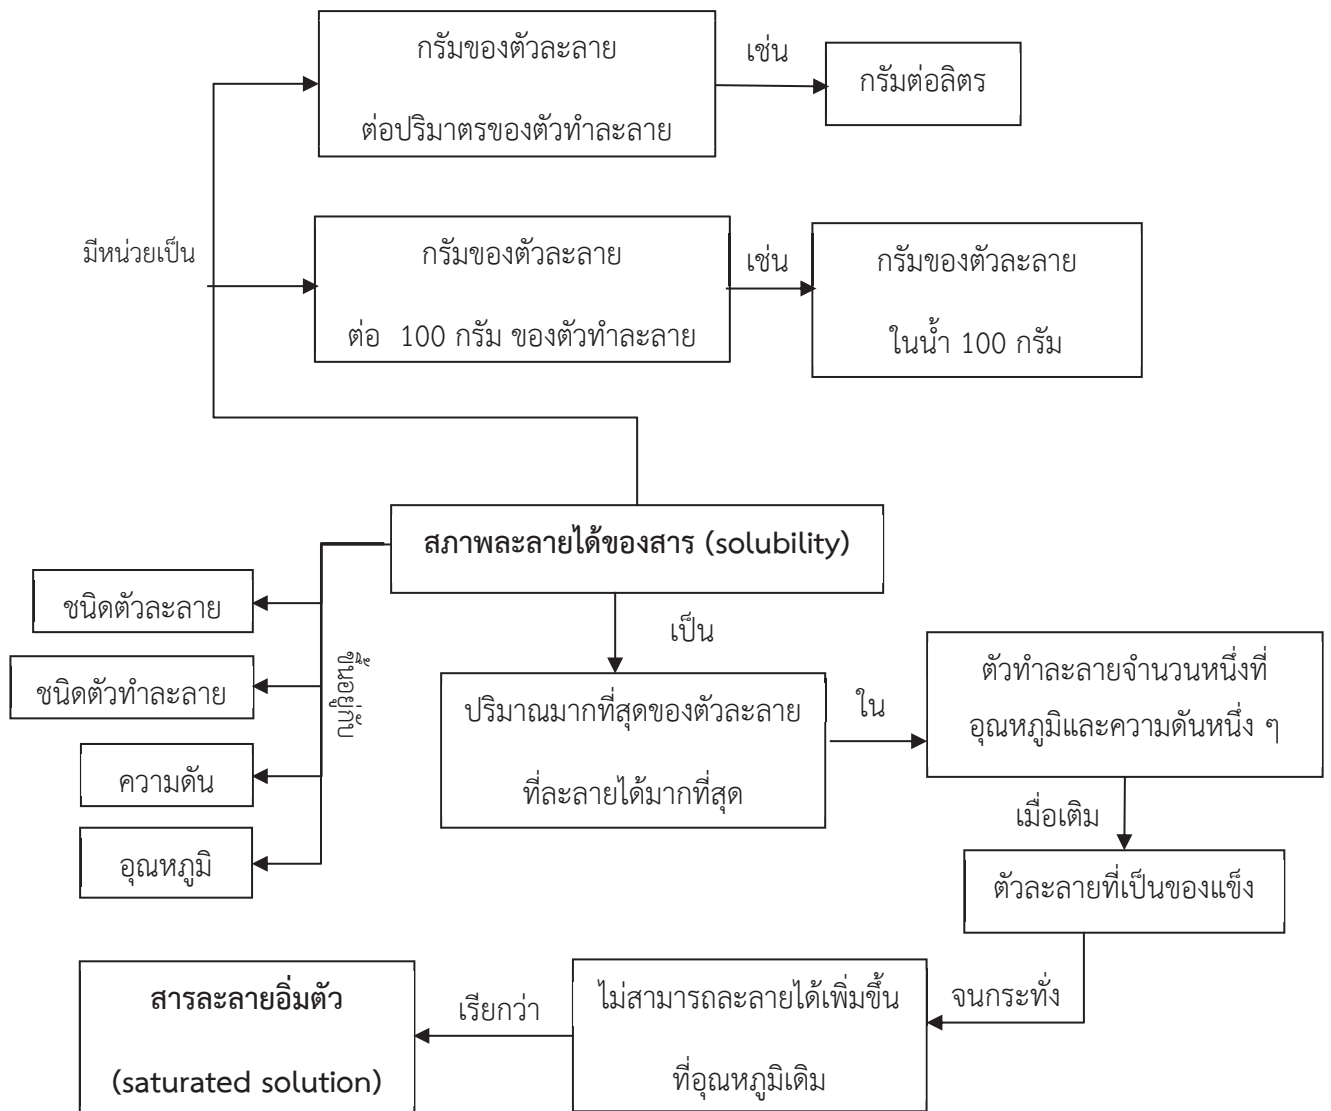 กรัมของตัวละลาย
ต่อปริมาตรของตัวทำละลาย
เช่น
กรัมต่อลิตร
มีหน่วยเป็น
กรัมของตัวละลาย
ต่อ 100 กรัม ของตัวทำละลาย
เช่น
กรัมของตัวละลาย
ในน้ำ 100 กรัม
สภาพละลายได้ของสาร (solubility)
ขึ้นอยู่กับ
ชนิดตัวละลาย
ชนิดตัวทำละลาย
ความดัน
อุณหภูมิ
เป็น
ปริมาณมากที่สุดของตัวละลาย
ที่ละลายได้มากที่สุด
ใน
ตัวทำละลายจำนวนหนึ่งที่
อุณหภูมิและความดันหนึ่ง ๆ
เมื่อเติม
ตัวละลายที่เป็นของแข็ง
จนกระทั่ง
ไม่สามารถละลายได้เพิ่มขึ้น
ที่อุณหภูมิเดิม
เรียกว่า
สารละลายอิ่มตัว
(saturated solution)